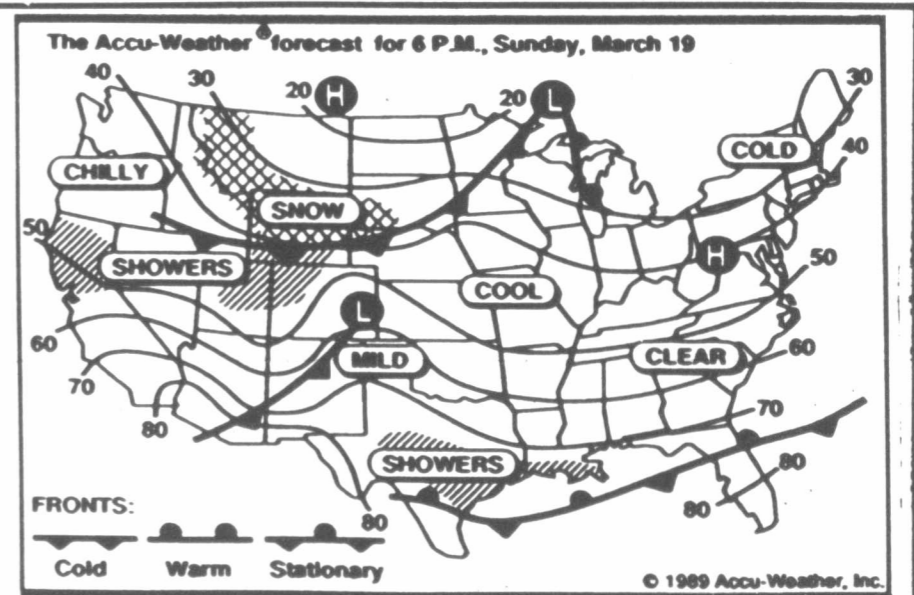 The Accu-Weather® forecast for 6 P.M., Sunday, March 19
40
30
20
H
20
L
30
CHILLY
COLD
40
SNOW
50
SHOWERS
H
50
COOL
L
60
MILD
CLEAR
60
70
80
70
SHOWERS
80
80
80
FRONTS:
Cold Warm Stationary
© 1989 Accu-Weather, Inc.